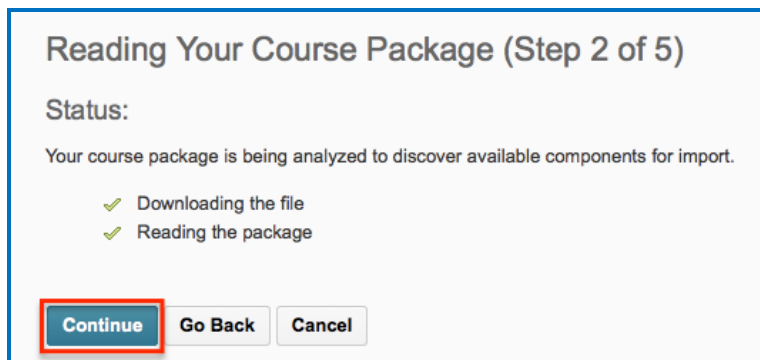 Reading Your Course Package (Step 2 of 5)
Status:
Your course package is being analyzed to discover available components for import.
Downloading the file
Reading the package
Continue Go Back Cancel